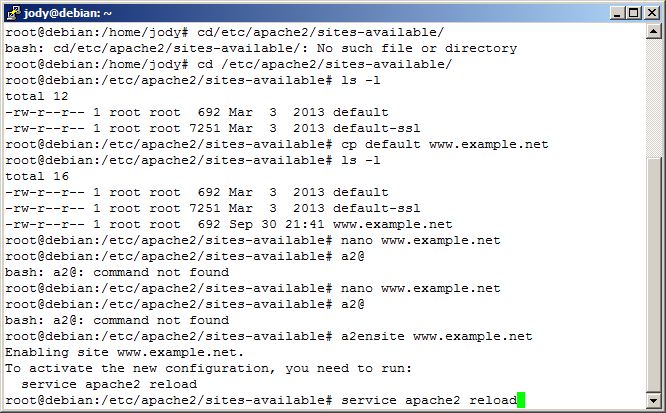 jody@debian: ~
root@debian:/home/jody# cd/etc/apache2/sites-available/
bash: cd/etc/apache2/sites-available/: No such file or directory
root@debian:/home/jody# cd /etc/apache2/sites-available/
root@debian:/etc/apache2/sites-available# ls -l
total 12
-rw-r--r-- 1 root root  692 Mar  3  2013 default
-rw-r--r-- 1 root root 7251 Mar  3  2013 default-ssl
root@debian:/etc/apache2/sites-available# cp default www.example.net
root@debian:/etc/apache2/sites-available# ls -l
total 16
-rw-r--r-- 1 root root  692 Mar  3  2013 default
-rw-r--r-- 1 root root 7251 Mar  3  2013 default-ssl
-rw-r--r-- 1 root root  692 Sep 30 21:41 www.example.net
root@debian:/etc/apache2/sites-available# nano www.example.net
root@debian:/etc/apache2/sites-available# a2@
bash: a2@: command not found
root@debian:/etc/apache2/sites-available# nano www.example.net
root@debian:/etc/apache2/sites-available# a2@
bash: a2@: command not found
root@debian:/etc/apache2/sites-available# a2ensite www.example.net
Enabling site www.example.net.
To activate the new configuration, you need to run:
  service apache2 reload
root@debian:/etc/apache2/sites-available# service apache2 reload